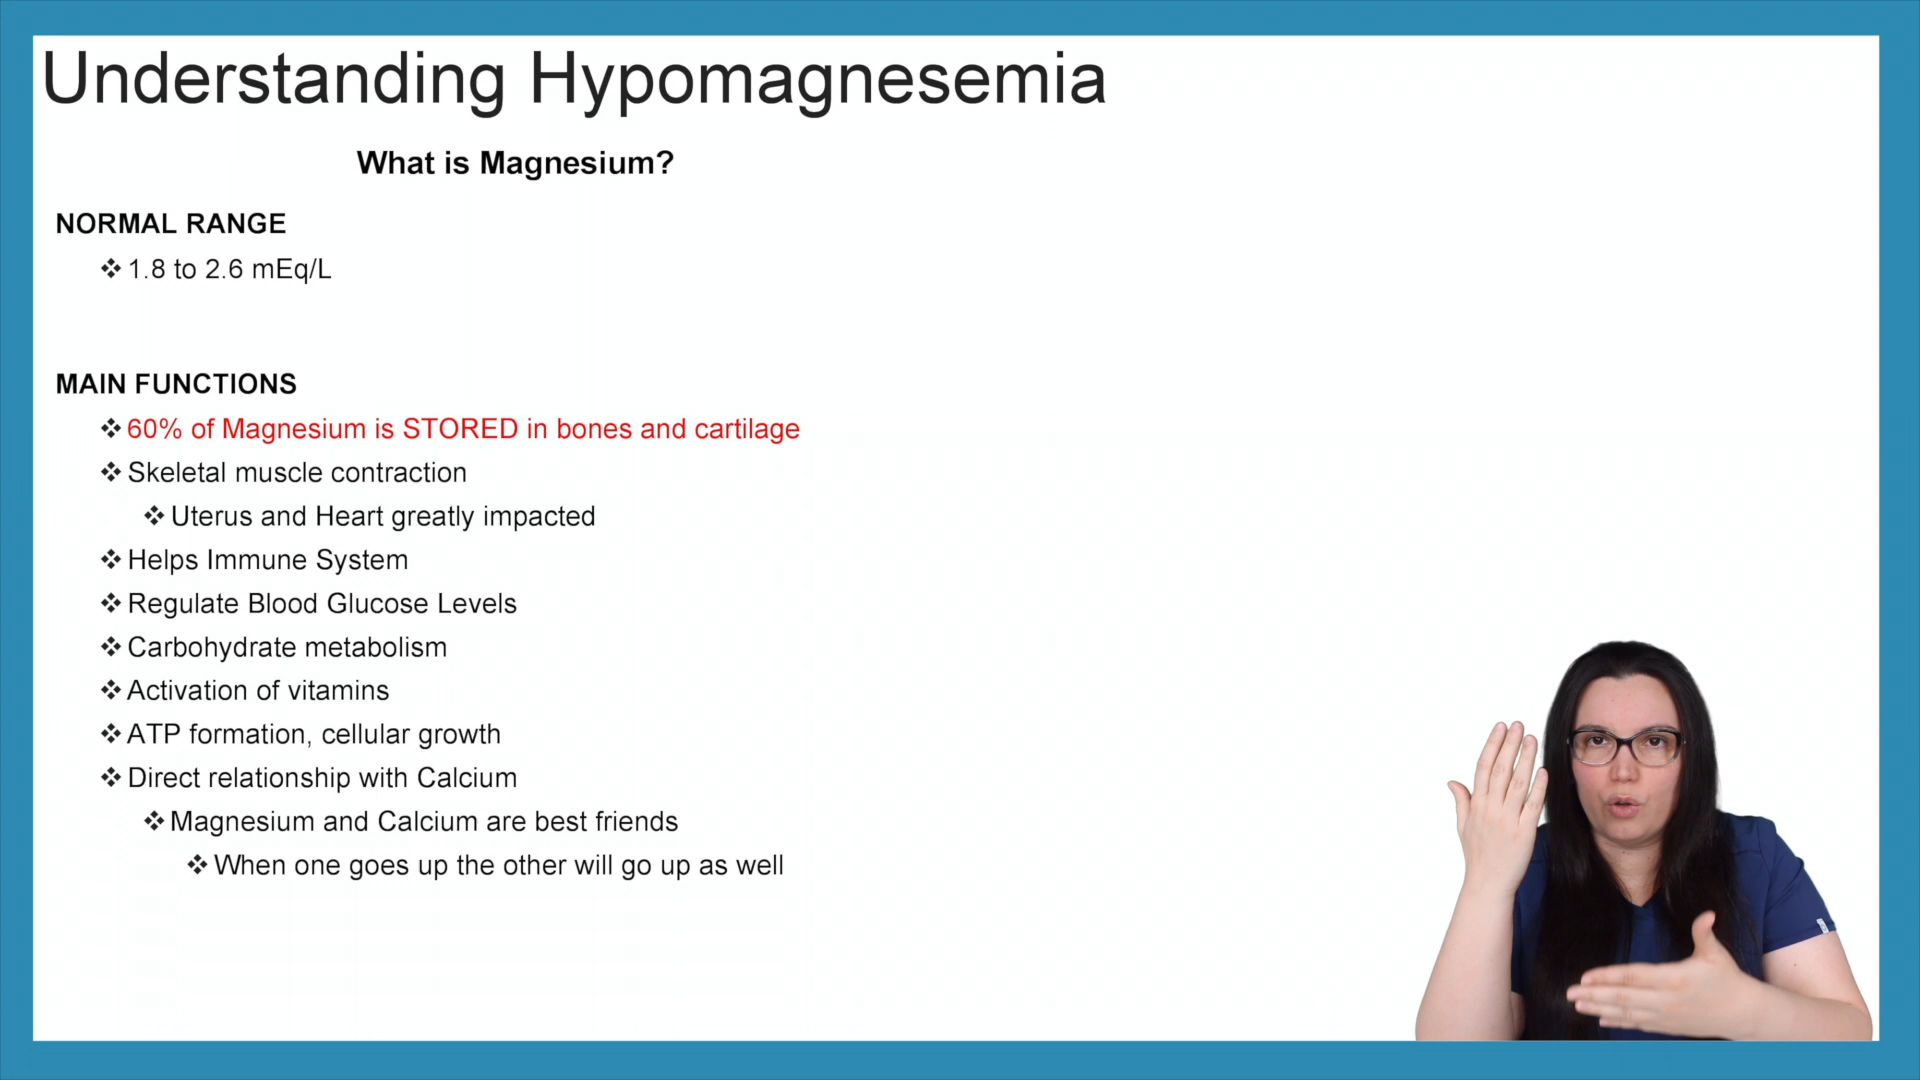 Understanding Hypomagnesemia
What is Magnesium?
NORMAL RANGE
❖ 1.8 to 2.6 mEq/L
MAIN FUNCTIONS
❖ 60% of Magnesium is STORED in bones and cartilage
❖ Skeletal muscle contraction
❖ Uterus and Heart greatly impacted
❖ Helps Immune System
❖ Regulate Blood Glucose Levels
❖ Carbohydrate metabolism
❖ Activation of vitamins
❖ ATP formation, cellular growth
❖ Direct relationship with Calcium
❖ Magnesium and Calcium are best friends
❖ When one goes up the other will go up as well